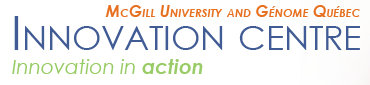 McGill University and Génome Québec
Innovation centre
Innovation in action